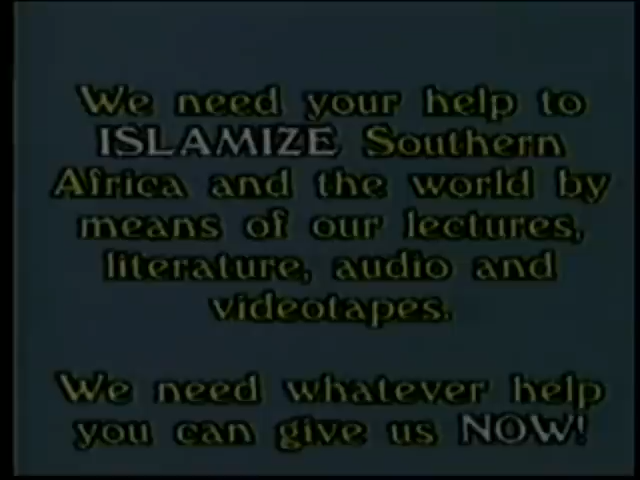 We need your help to
ISLAMIZE Southern
Africa and the world by
means of our lectures,
literature, audio and
videotapes.
We need whatever help
you can give us NOW!